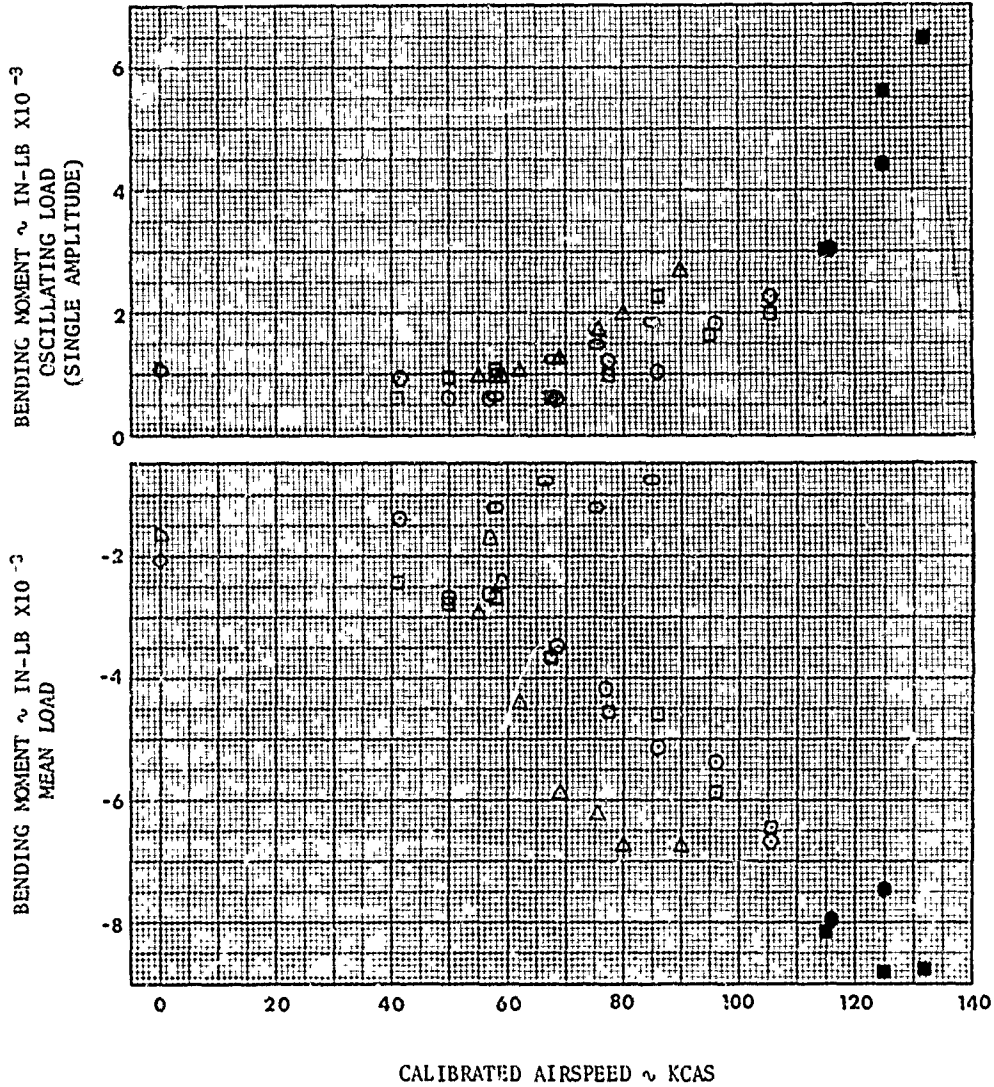 BENDING MOMENT ∿ IN-LB X10⁻³
OSCILLATING LOAD
(SINGLE AMPLITUDE)
6
4
2
0
BENDING MOMENT ∿ IN-LB X10⁻³
MEAN LOAD
-2
-4
-6
-8
0 20 40 60 80 100 120 140
CALIBRATED AIRSPEED ∿ KCAS